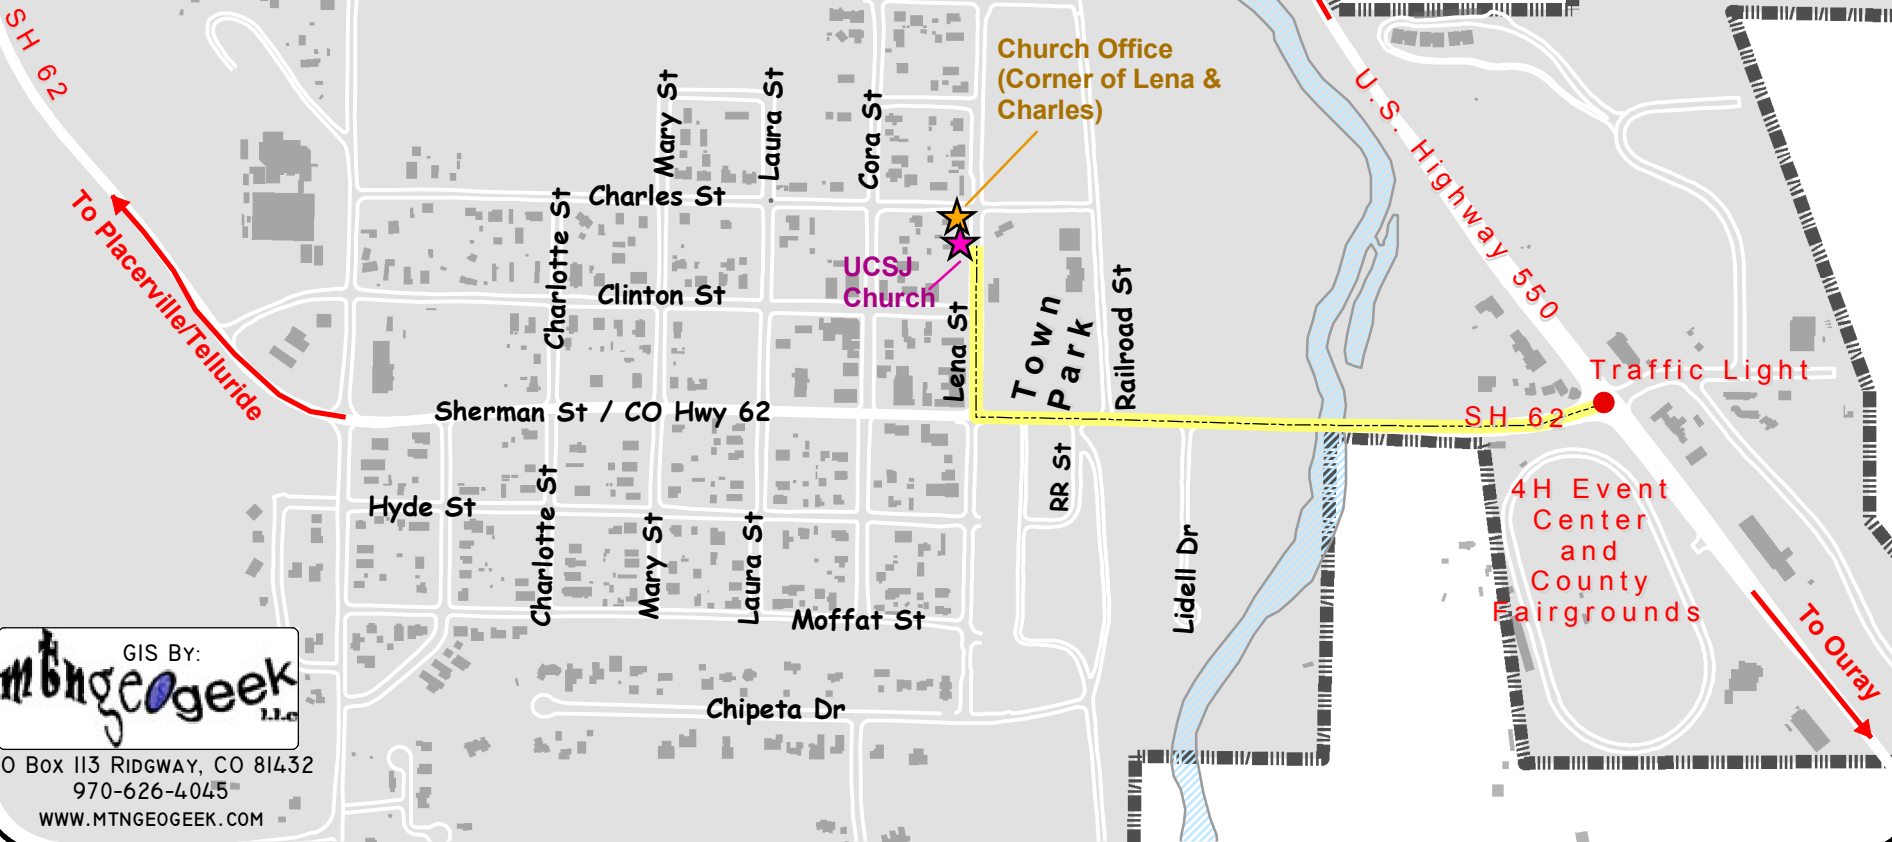 SH 62
Church Office
(Corner of Lena &
Charles)
U.S. Highway 550
Mary St
Laura St
Cora St
Charles St
Charlotte St
To Placerville/Telluride
UCSJ
Church
Clinton St
Lena St
Town
Park
Railroad St
Traffic Light
Sherman St / CO Hwy 62
SH 62
Hyde St
Charlotte St
Mary St
Laura St
RR St
Lidell Dr
4H Event
Center
and
County
Fairgrounds
Moffat St
To Ouray
Chipeta Dr
GIS By:
mtngeogeek
l.l.c
O Box 113 Ridgway, CO 81432
970-626-4045
www.mtngeogeek.com